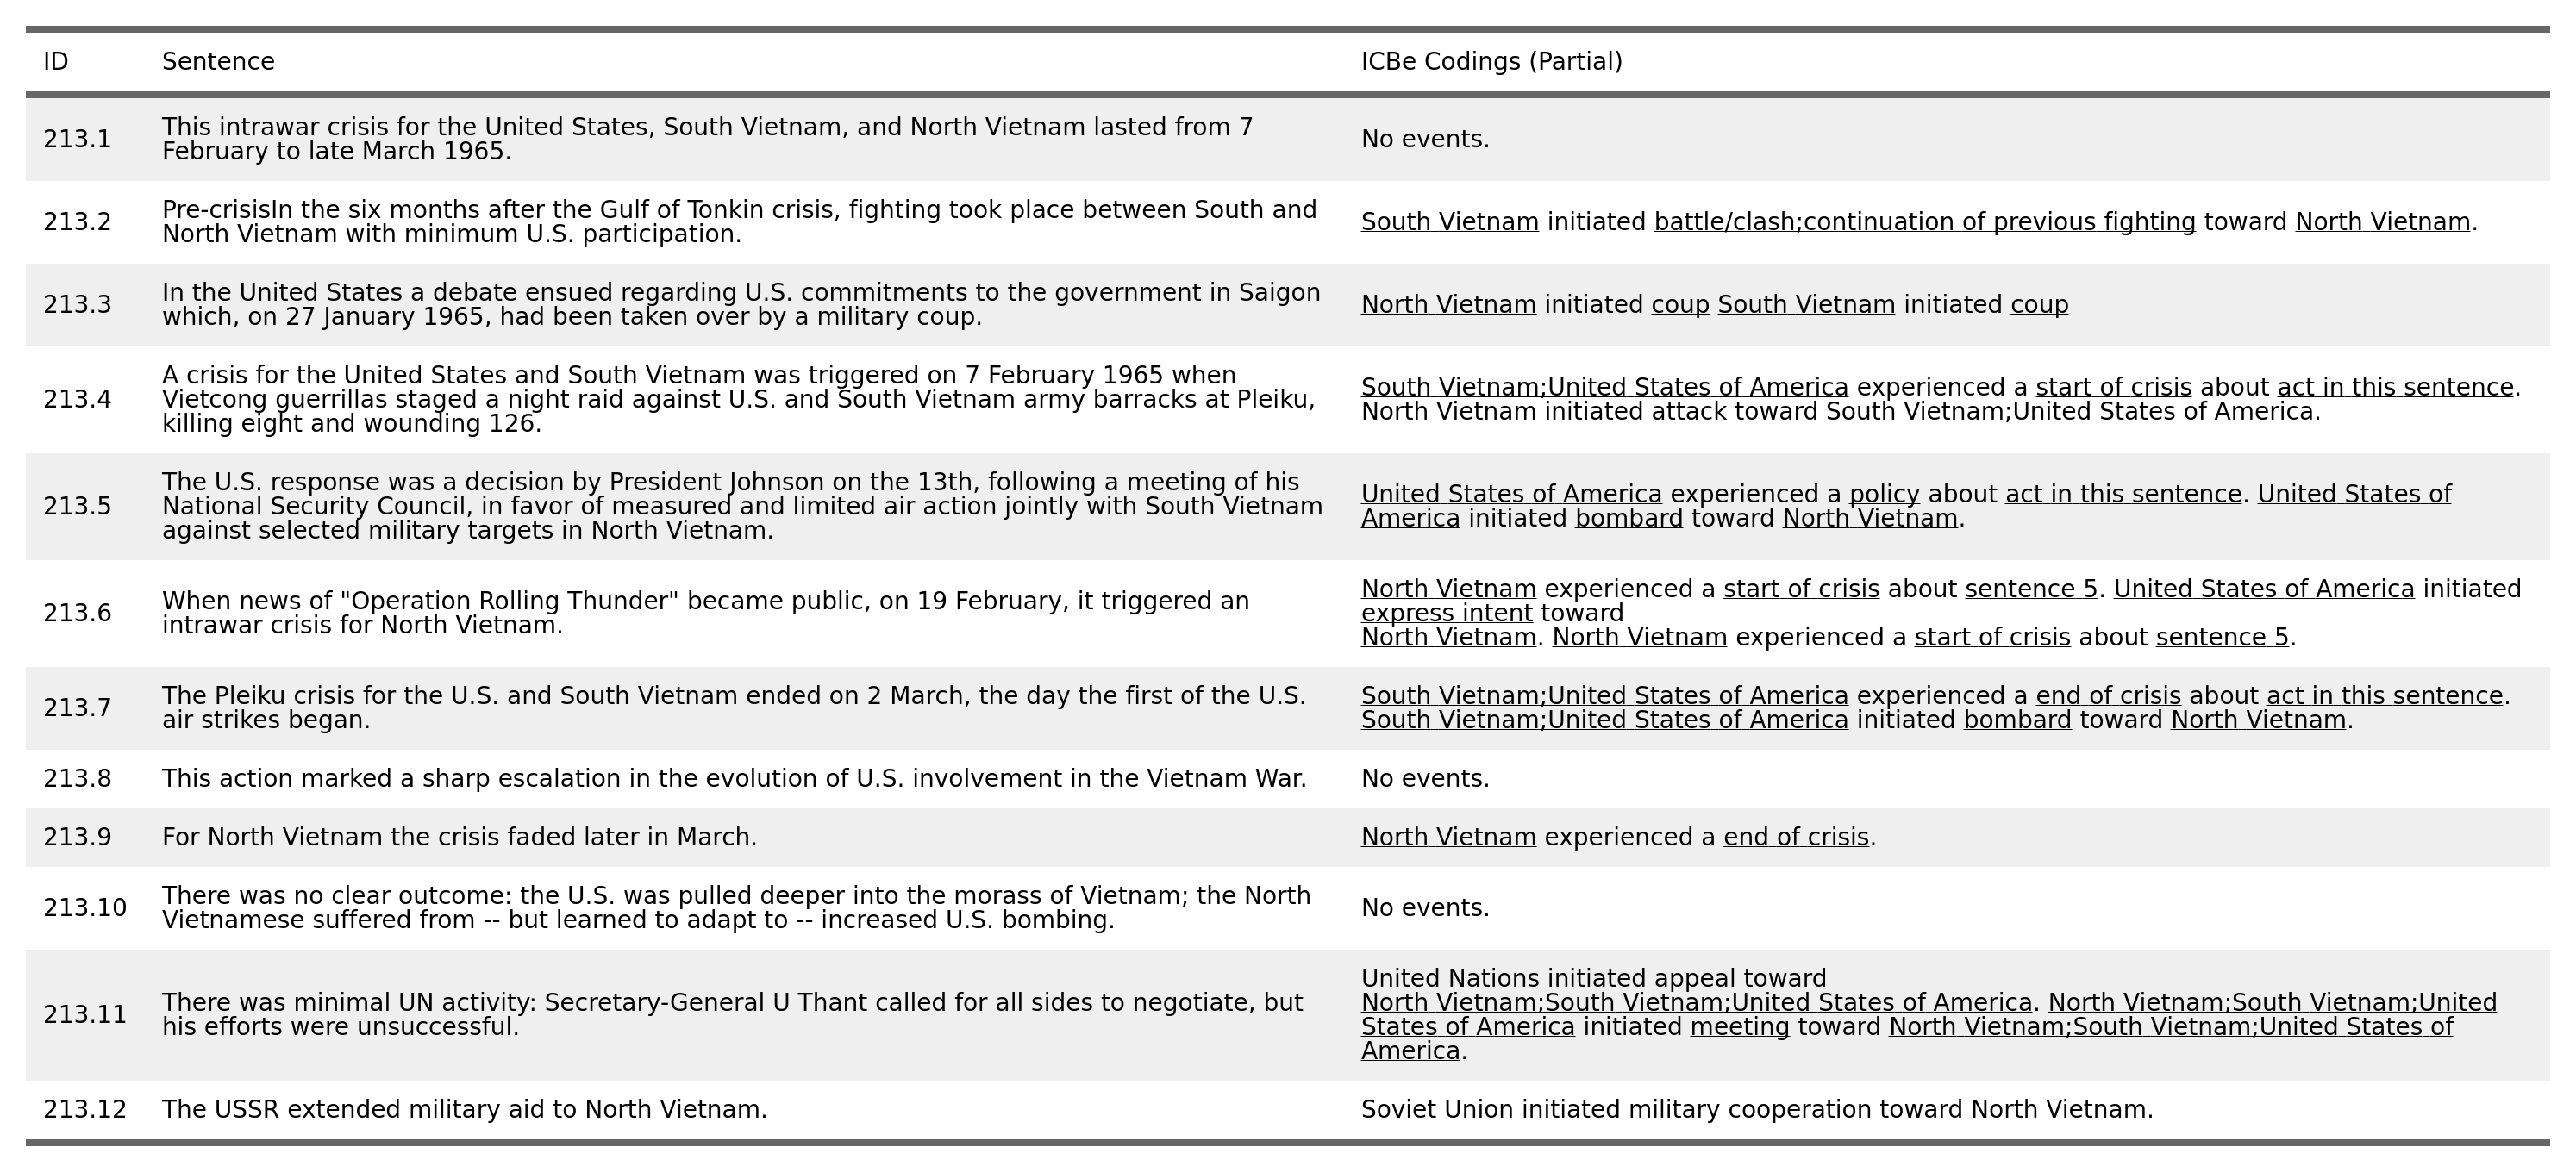 ID Sentence ICBe Codings (Partial)
213.1 This intrawar crisis for the United States, South Vietnam, and North Vietnam lasted from 7
February to late March 1965.
No events.
213.2 Pre-crisisIn the six months after the Gulf of Tonkin crisis, fighting took place between South and
North Vietnam with minimum U.S. participation.
South Vietnam initiated battle/clash;continuation of previous fighting toward North Vietnam.
213.3 In the United States a debate ensued regarding U.S. commitments to the government in Saigon
which, on 27 January 1965, had been taken over by a military coup.
North Vietnam initiated coup South Vietnam initiated coup
213.4 A crisis for the United States and South Vietnam was triggered on 7 February 1965 when
Vietcong guerrillas staged a night raid against U.S. and South Vietnam army barracks at Pleiku,
killing eight and wounding 126.
South Vietnam;United States of America experienced a start of crisis about act in this sentence.
North Vietnam initiated attack toward South Vietnam;United States of America.
213.5 The U.S. response was a decision by President Johnson on the 13th, following a meeting of his
National Security Council, in favor of measured and limited air action jointly with South Vietnam
against selected military targets in North Vietnam.
United States of America experienced a policy about act in this sentence. United States of
America initiated bombard toward North Vietnam.
213.6 When news of "Operation Rolling Thunder" became public, on 19 February, it triggered an
intrawar crisis for North Vietnam.
North Vietnam experienced a start of crisis about sentence 5. United States of America initiated
express intent toward
North Vietnam. North Vietnam experienced a start of crisis about sentence 5.
213.7 The Pleiku crisis for the U.S. and South Vietnam ended on 2 March, the day the first of the U.S.
air strikes began.
South Vietnam;United States of America experienced a end of crisis about act in this sentence.
South Vietnam;United States of America initiated bombard toward North Vietnam.
213.8 This action marked a sharp escalation in the evolution of U.S. involvement in the Vietnam War.
No events.
213.9 For North Vietnam the crisis faded later in March.
North Vietnam experienced a end of crisis.
213.10 There was no clear outcome: the U.S. was pulled deeper into the morass of Vietnam; the North
Vietnamese suffered from -- but learned to adapt to -- increased U.S. bombing.
No events.
213.11 There was minimal UN activity: Secretary-General U Thant called for all sides to negotiate, but
his efforts were unsuccessful.
United Nations initiated appeal toward
North Vietnam;South Vietnam;United States of America. North Vietnam;South Vietnam;United
States of America initiated meeting toward North Vietnam;South Vietnam;United States of
America.
213.12 The USSR extended military aid to North Vietnam.
Soviet Union initiated military cooperation toward North Vietnam.